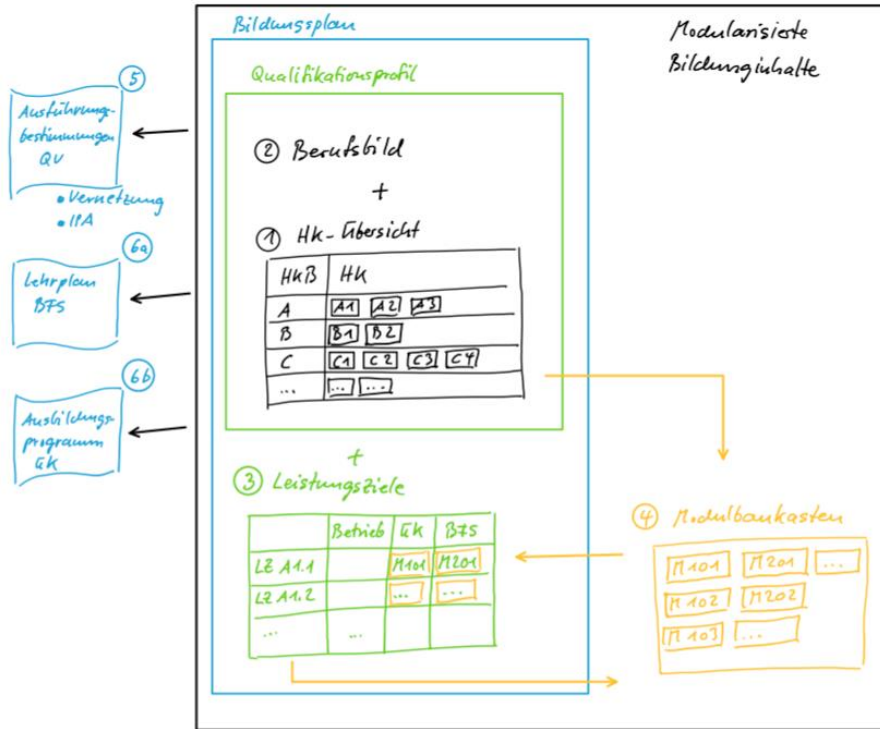 Bildungsplan
Modularisierte
Bildunginhalte
Qualifikationsprofil
5
Ausführungs-
bestimmungen
QV
• Vernetzung
• IPA
6a
Lehrplan
BFS
6b
Ausbildungs-
programm
ÜK
2 Berufsbild
+
1 HK-Übersicht
HKB HK
A A1 A2 A3
B B1 B2
C C1 C2 C3 C4
... ... ...
+
3 Leistungsziele
Betrieb ÜK BFS
LZ A1.1 M101 M201
LZ A1.2 ... ...
... ...
4 Modulbaukasten
M101 M201 ...
M102 M202
M103 ...